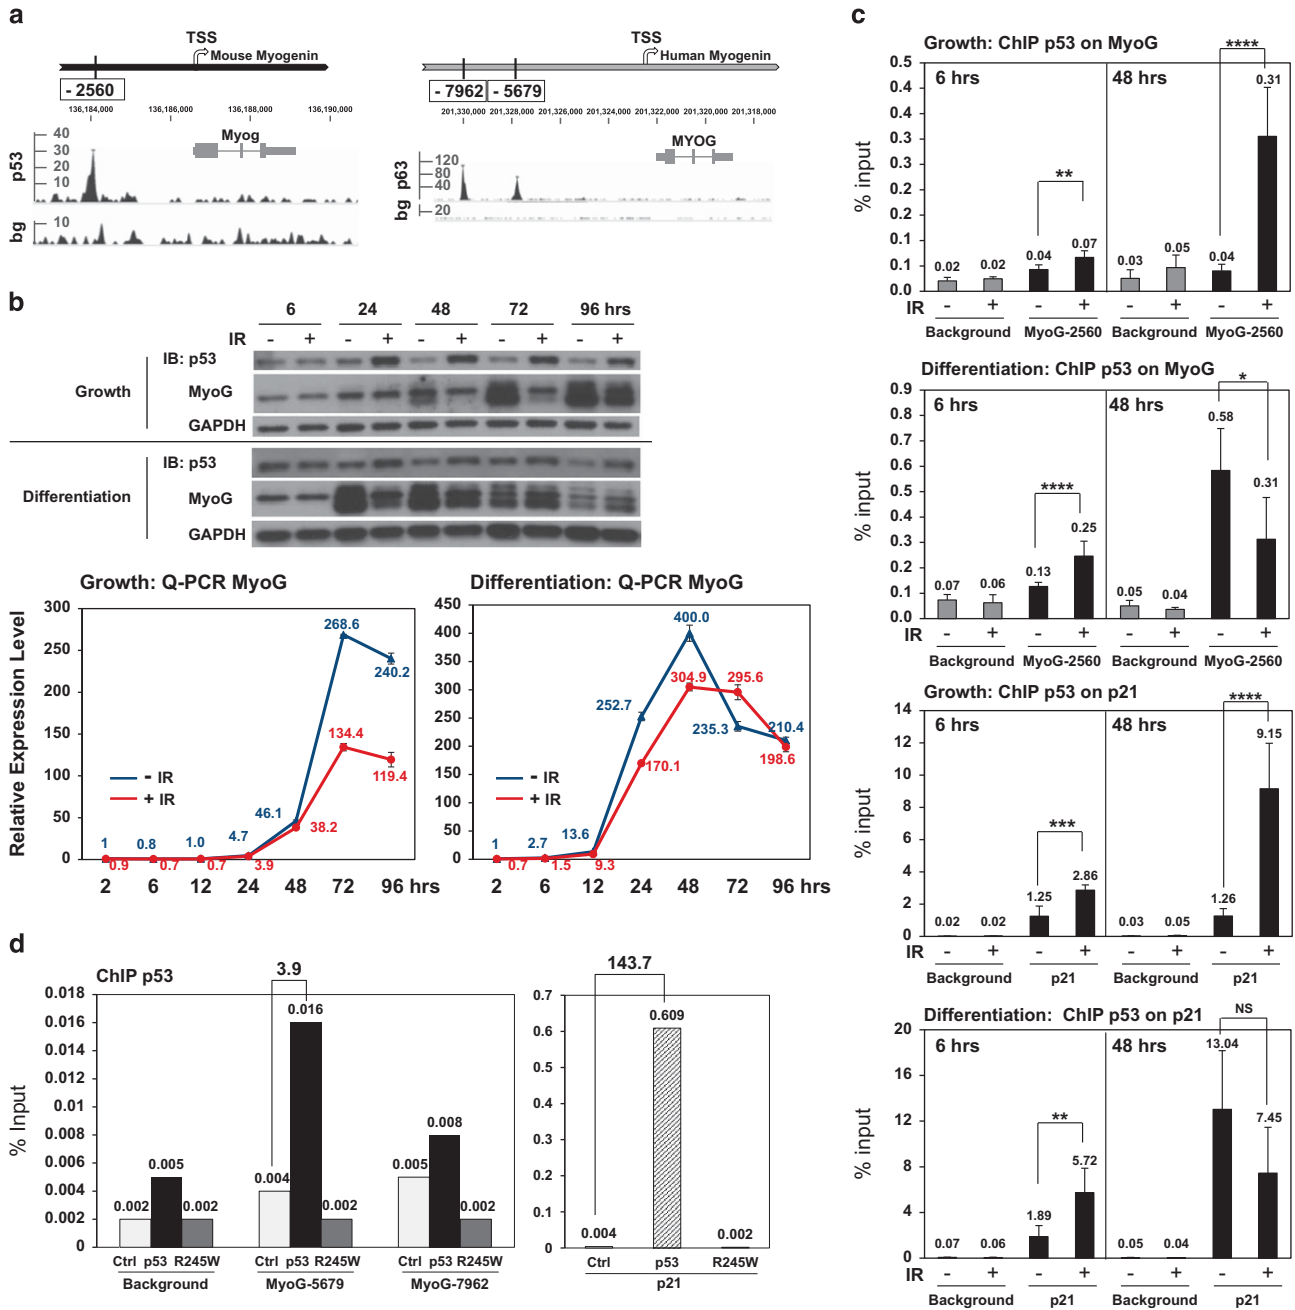 a
TSS
Mouse Myogenin
- 2560
136,184,000 136,186,000 136,188,000 136,190,000
Myog
p53
40
30
20
10
bg
10
TSS
Human Myogenin
- 7962 - 5679
201,330,000 201,328,000 201,326,000 201,324,000 201,322,000 201,320,000 201,318,000
MYOG
bg p63
120
80
40
20
b
6 24 48 72 96 hrs
IR - + - + - + - + - +
Growth
IB: p53
MyoG
GAPDH
Differentiation
IB: p53
MyoG
GAPDH
Growth: Q-PCR MyoG
Relative Expression Level
300
250
200
150
100
50
0
268.6
240.2
134.4
119.4
- IR
+ IR
1 0.8 1.0 4.7 46.1
0.9 0.7 0.7 3.9 38.2
2 6 12 24 48 72 96 hrs
Differentiation: Q-PCR MyoG
450
400
350
300
250
200
150
100
50
0
400.0
304.9
295.6
252.7
235.3
210.4
170.1
198.6
- IR
+ IR
1 2.7 13.6
0.7 1.5 9.3
2 6 12 24 48 72 96 hrs
c
Growth: ChIP p53 on MyoG
% input
0.5
0.4
0.4
0.3
0.3
0.2
0.2
0.1
0.1
0.0
6 hrs
48 hrs
**
****
0.02 0.02 0.04 0.07 0.03 0.05 0.04 0.31
IR - + - + - + - +
Background MyoG-2560 Background MyoG-2560
Differentiation: ChIP p53 on MyoG
% input
0.9
0.8
0.7
0.6
0.5
0.4
0.3
0.2
0.1
0.0
6 hrs
48 hrs
****
*
0.07 0.06 0.13 0.25 0.05 0.04 0.58 0.31
IR - + - + - + - +
Background MyoG-2560 Background MyoG-2560
Growth: ChIP p53 on p21
% input
14
12
10
8
6
4
2
0
6 hrs
48 hrs
***
****
0.02 0.02 1.25 2.86 0.03 0.05 1.26 9.15
IR - + - + - + - +
Background p21 Background p21
Differentiation: ChIP p53 on p21
% input
20
16
12
8
4
0
6 hrs
48 hrs
**
NS
0.07 0.06 1.89 5.72 0.05 0.04 13.04 7.45
IR - + - + - + - +
Background p21 Background p21
d
ChIP p53
% Input
0.018
0.016
0.014
0.012
0.01
0.008
0.006
0.004
0.002
0
3.9
0.002 0.005 0.002 0.004 0.016 0.002 0.005 0.008 0.002
Ctrl p53 R245W Ctrl p53 R245W Ctrl p53 R245W
Background MyoG-5679 MyoG-7962
143.7
0.7
0.6
0.5
0.4
0.3
0.2
0.1
0
0.004 0.609 0.002
Ctrl p53 R245W
p21